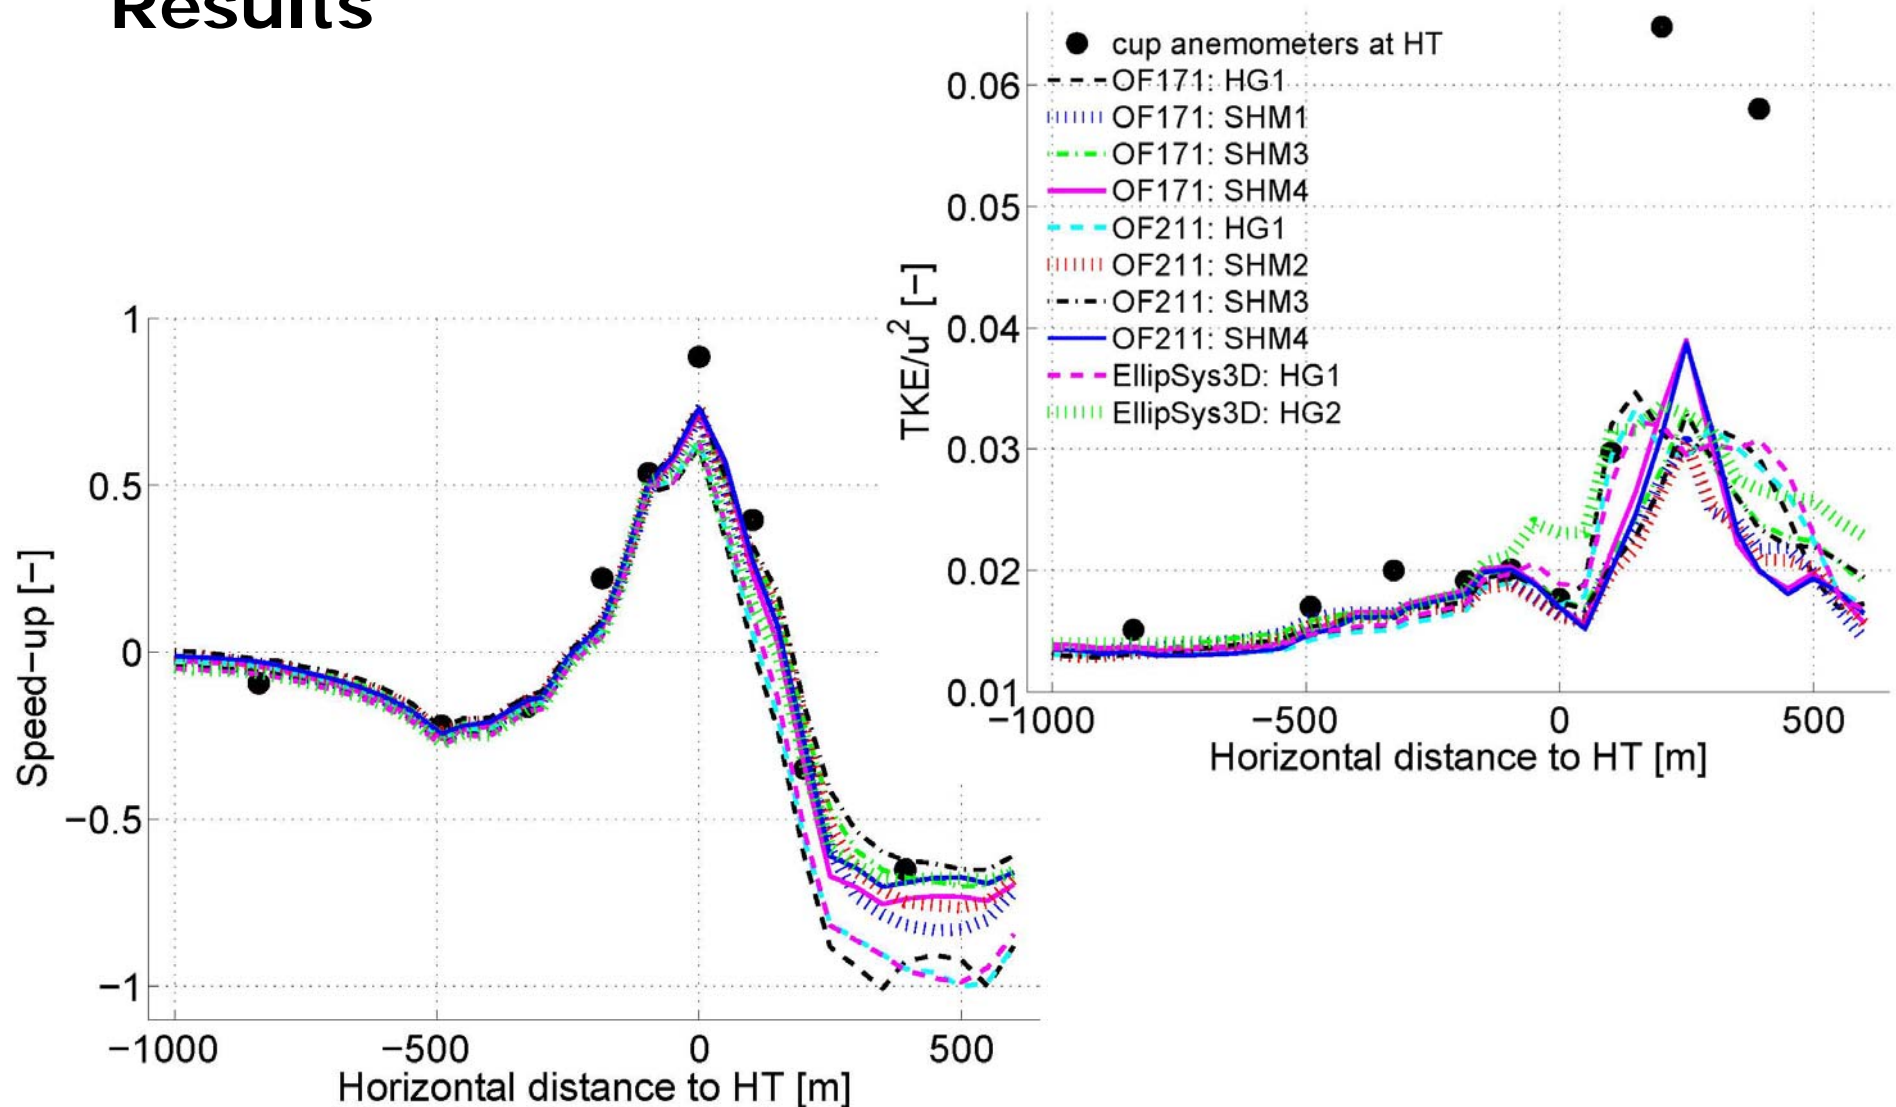 Results
cup anemometers at HT
OF171: HG1
OF171: SHM1
OF171: SHM3
OF171: SHM4
OF211: HG1
OF211: SHM2
OF211: SHM3
OF211: SHM4
EllipSys3D: HG1
EllipSys3D: HG2
0.06
0.05
0.04
0.03
0.02
0.01
TKE/u² [−]
−1000 −500 0 500
Horizontal distance to HT [m]
1
0.5
0
−0.5
−1
Speed−up [−]
−1000 −500 0 500
Horizontal distance to HT [m]